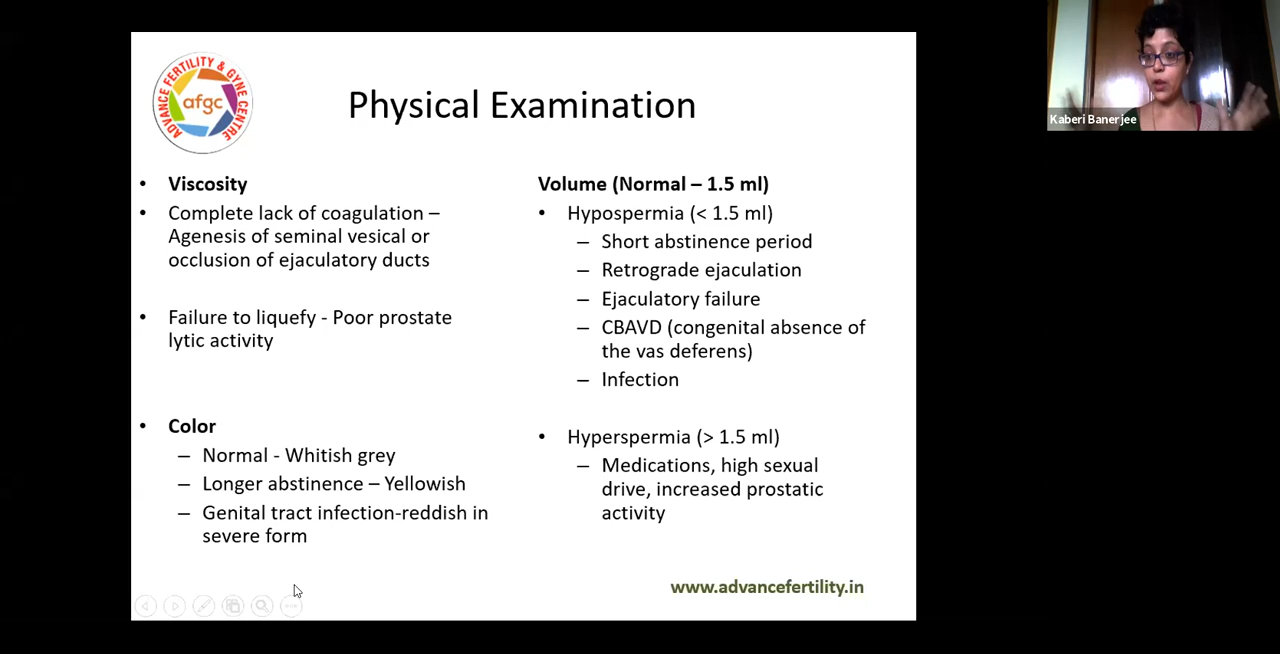 ADVANCE FERTILITY & GYNE CENTRE
afgc
Physical Examination
• Viscosity
• Complete lack of coagulation –
Agenesis of seminal vesical or
occlusion of ejaculatory ducts
• Failure to liquefy - Poor prostate
lytic activity
• Color
– Normal - Whitish grey
– Longer abstinence – Yellowish
– Genital tract infection-reddish in
severe form
Volume (Normal – 1.5 ml)
• Hypospermia (< 1.5 ml)
– Short abstinence period
– Retrograde ejaculation
– Ejaculatory failure
– CBAVD (congenital absence of
the vas deferens)
– Infection
• Hyperspermia (> 1.5 ml)
– Medications, high sexual
drive, increased prostatic
activity
www.advancefertility.in
Kaberi Banerjee